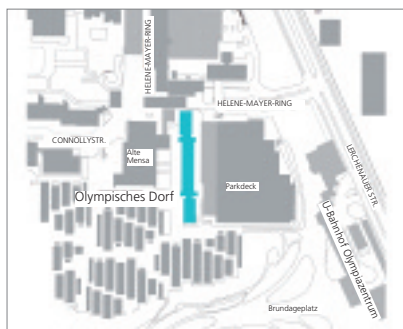 HELENE-MAYER-RING
HELENE-MAYER-RING
CONNOLLYSTR.
Alte
Mensa
LERCHENAUER STR.
Parkdeck
Olympisches Dorf
U-Bahnhof Olympiazentrum
Brundageplatz